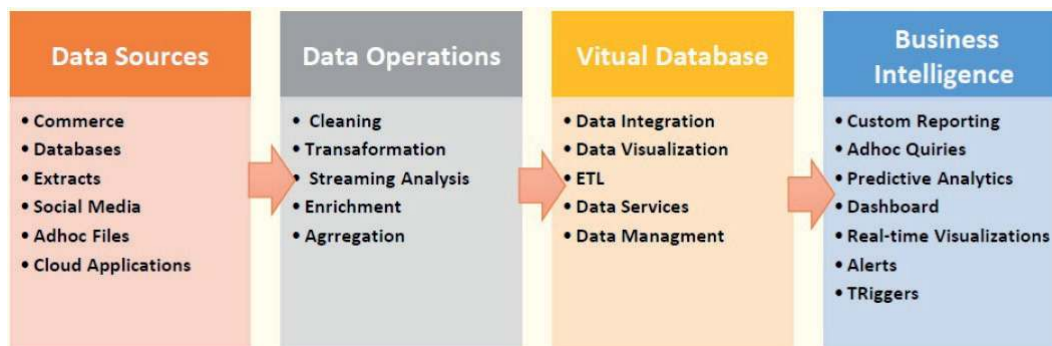 Data Sources
• Commerce
• Databases
• Extracts
• Social Media
• Adhoc Files
• Cloud Applications
Data Operations
• Cleaning
• Transaformation
• Streaming Analysis
• Enrichment
• Agrregation
Vitual Database
• Data Integration
• Data Visualization
• ETL
• Data Services
• Data Managment
Business
Intelligence
• Custom Reporting
• Adhoc Quiries
• Predictive Analytics
• Dashboard
• Real-time Visualizations
• Alerts
• TRiggers